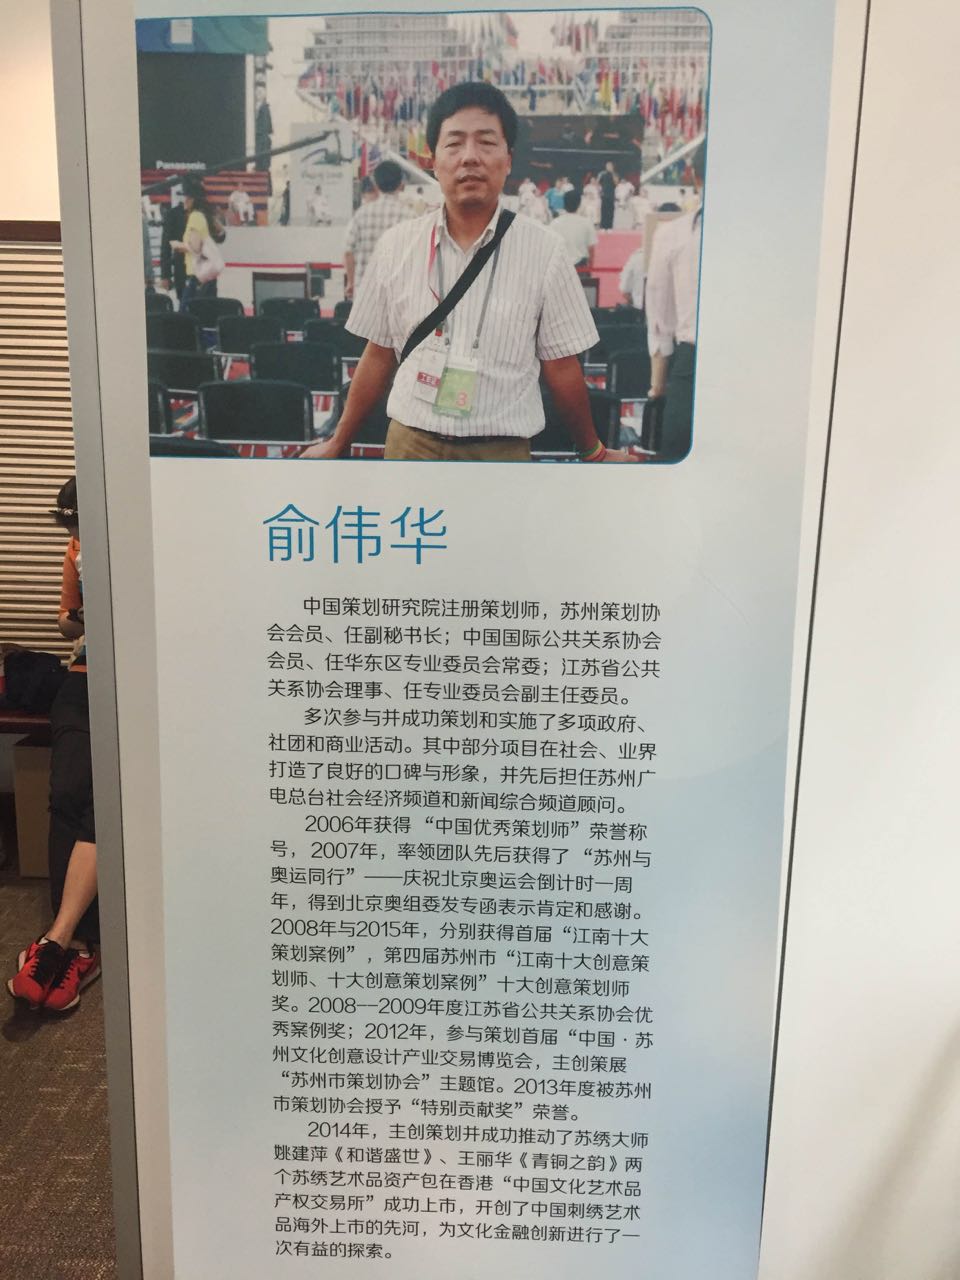 Panasonic
工作证
3
俞伟华
中国策划研究院注册策划师，苏州策划协
会会员、任副秘书长；中国国际公共关系协会
会员、任华东区专业委员会常委；江苏省公共
关系协会理事、任专业委员会副主任委员。
多次参与并成功策划和实施了多项政府、
社团和商业活动。其中部分项目在社会、业界
打造了良好的口碑与形象，并先后担任苏州广
电总台社会经济频道和新闻综合频道顾问。
2006年获得“中国优秀策划师”荣誉称
号，2007年，率领团队先后获得了“苏州与
奥运同行”——庆祝北京奥运会倒计时一周
年，得到北京奥组委发专函表示肯定和感谢。
2008年与2015年，分别获得首届“江南十大
策划案例”，第四届苏州市“江南十大创意策
划师、十大创意策划案例”十大创意策划师
奖。2008--2009年度江苏省公共关系协会优
秀案例奖；2012年，参与策划首届“中国·苏
州文化创意设计产业交易博览会，主创策展
“苏州市策划协会”主题馆。2013年度被苏州
市策划协会授予“特别贡献奖”荣誉。
2014年，主创策划并成功推动了苏绣大师
姚建萍《和谐盛世》、王丽华《青铜之韵》两
个苏绣艺术品资产包在香港“中国文化艺术品
产权交易所”成功上市，开创了中国刺绣艺术
品海外上市的先河，为文化金融创新进行了一
次有益的探索。